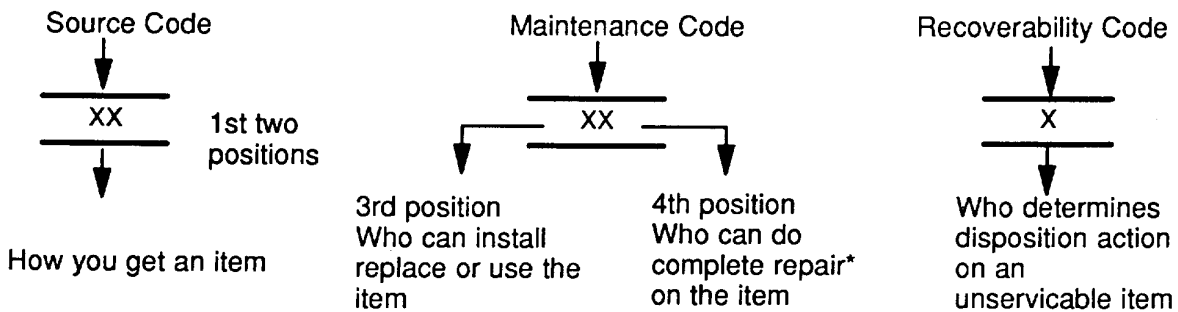 Source Code
XX
1st two
positions
How you get an item
Maintenance Code
XX
3rd position
Who can install
replace or use the
item
4th position
Who can do
complete repair*
on the item
Recoverability Code
X
Who determines
disposition action
on an
unservicable item